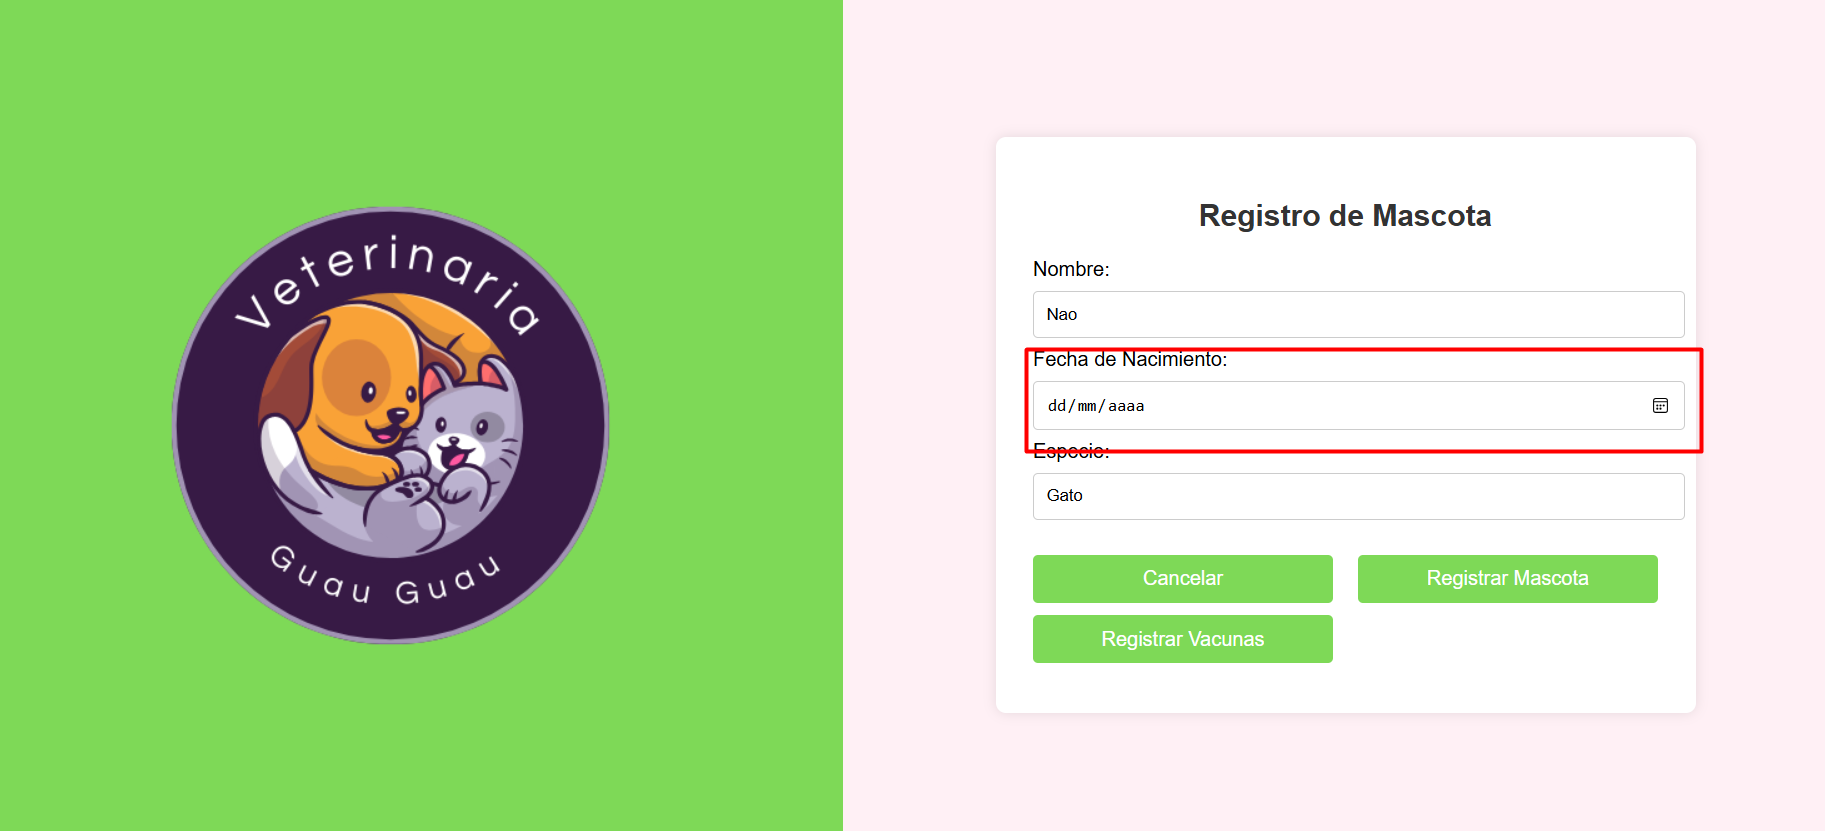 Veterinaria
Guau Guau
Registro de Mascota
Nombre:
Nao
Fecha de Nacimiento:
dd/mm/aaaa
Especie:
Gato
Cancelar
Registrar Mascota
Registrar Vacunas